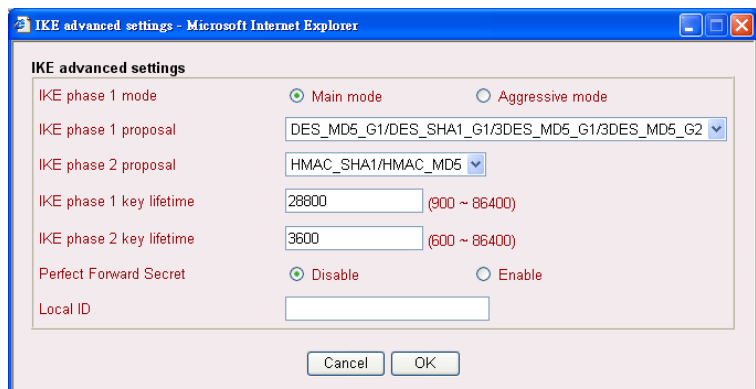 IKE advanced settings - Microsoft Internet Explorer
IKE advanced settings
IKE phase 1 mode Main mode Aggressive mode
IKE phase 1 proposal DES_MD5_G1/DES_SHA1_G1/3DES_MD5_G1/3DES_MD5_G2
IKE phase 2 proposal HMAC_SHA1/HMAC_MD5
IKE phase 1 key lifetime 28800 (900 ~ 86400)
IKE phase 2 key lifetime 3600 (600 ~ 86400)
Perfect Forward Secret Disable Enable
Local ID
Cancel OK